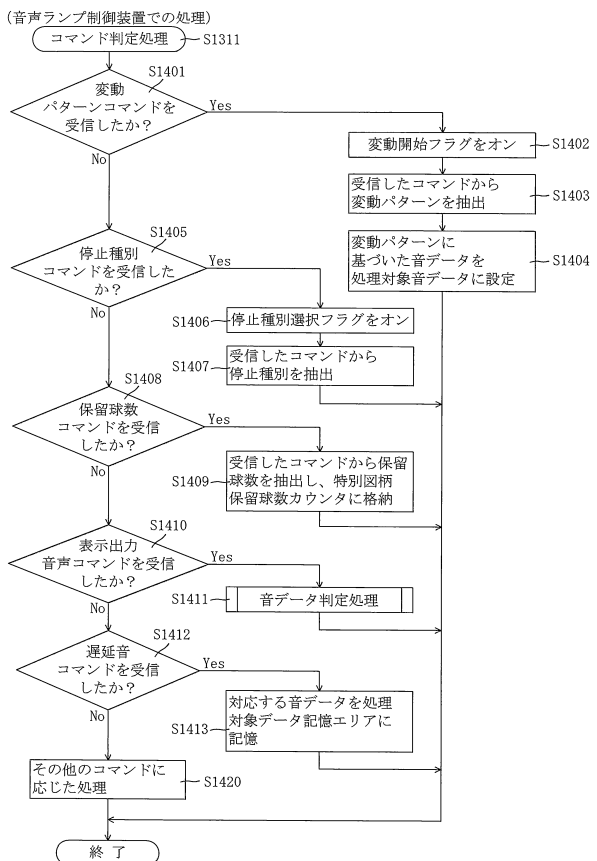 (音声ランプ制御装置での処理)
コマンド判定処理
S1311
S1401
変動
パターンコマンドを
受信したか？
Yes
No
変動開始フラグをオン
S1402
受信したコマンドから
変動パターンを抽出
S1403
変動パターンに
基づいた音データを
処理対象音データに設定
S1404
S1405
停止種別
コマンドを受信した
か？
Yes
No
S1406
停止種別選択フラグをオン
S1407
受信したコマンドから
停止種別を抽出
S1408
保留球数
コマンドを受信
したか？
Yes
No
S1409
受信したコマンドから保留
球数を抽出し、特別図柄
保留球数カウンタに格納
S1410
表示出力
音声コマンドを受信
したか？
Yes
No
S1411
音データ判定処理
S1412
遅延音
コマンドを受信
したか？
Yes
No
S1413
対応する音データを処理
対象データ記憶エリアに
記憶
その他のコマンドに
応じた処理
S1420
終 了